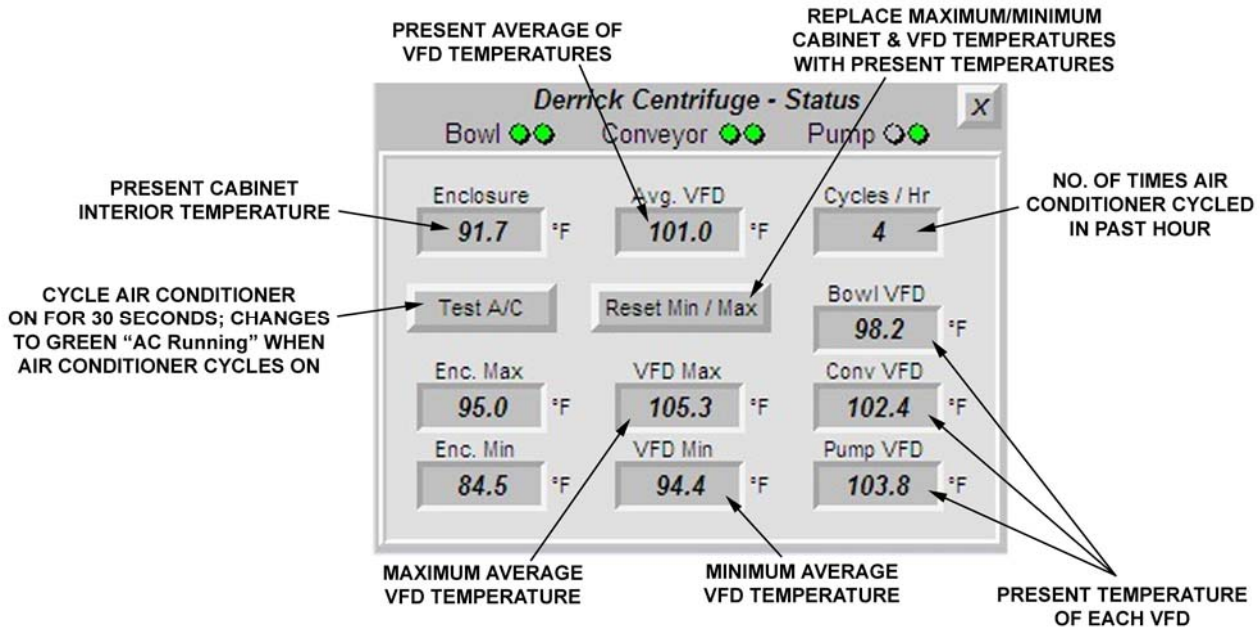 PRESENT AVERAGE OF
VFD TEMPERATURES
REPLACE MAXIMUM/MINIMUM
CABINET & VFD TEMPERATURES
WITH PRESENT TEMPERATURES
Derrick Centrifuge - Status
X
Bowl
Conveyor
Pump
PRESENT CABINET
INTERIOR TEMPERATURE
Enclosure
91.7 °F
Avg. VFD
101.0 °F
Cycles / Hr
4
NO. OF TIMES AIR
CONDITIONER CYCLED
IN PAST HOUR
CYCLE AIR CONDITIONER
ON FOR 30 SECONDS; CHANGES
TO GREEN “AC Running” WHEN
AIR CONDITIONER CYCLES ON
Test A/C
Reset Min / Max
Bowl VFD
98.2 °F
Enc. Max
95.0 °F
VFD Max
105.3 °F
Conv VFD
102.4 °F
Enc. Min
84.5 °F
VFD Min
94.4 °F
Pump VFD
103.8 °F
MAXIMUM AVERAGE
VFD TEMPERATURE
MINIMUM AVERAGE
VFD TEMPERATURE
PRESENT TEMPERATURE
OF EACH VFD